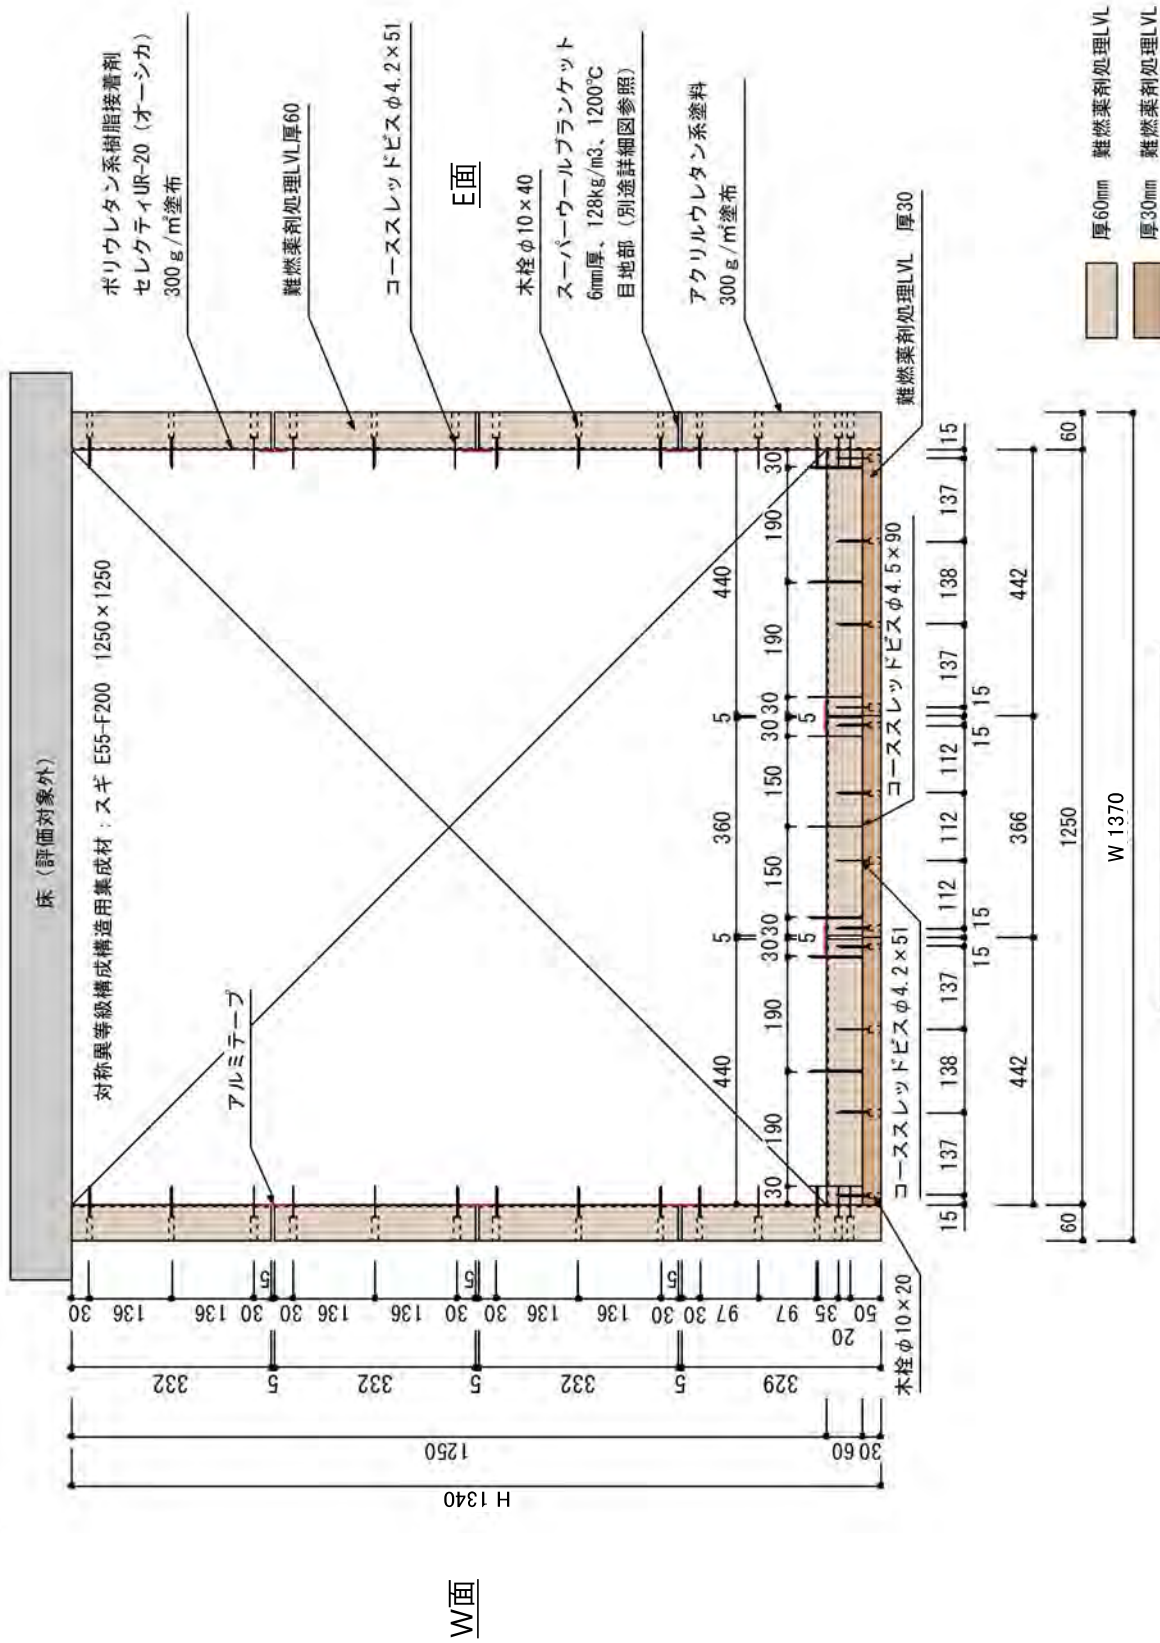 ポリウレタン系樹脂接着剤
セレクティUR-20（オーシカ）
300ｇ/㎡塗布
難燃薬剤処理LVL厚60
コーススレッドビスφ4.2×51
E面
木栓φ10×40
スーパーウールブランケット
6mm厚、128kg/m3、1200℃
目地部（別途詳細図参照）
アクリルウレタン系塗料
300ｇ/㎡塗布
難燃薬剤処理LVL　厚30
厚60mm　難燃薬剤処理LVL
厚30mm　難燃薬剤処理LVL
床（評価対象外）
対称異等級構成構造用集成材：スギ E55-F200　1250×1250
アルミテープ
440 5 360 5 440
30 190 190 30 30 150 150 30 30 190 190 30
5 5
コーススレッドビスφ4.5×90
コーススレッドビスφ4.2×51
15 137 138 137 15 15 112 112 112 15 15 137 138 137 15
442 366 442
60 1250 60
W 1370
30 136 136 30 5 30 136 136 30 5 30 136 136 30 5 30 97 97 35 20 50
332 5 332 5 332 5 329
1250 60 30
H 1340
木栓φ10×20
W面